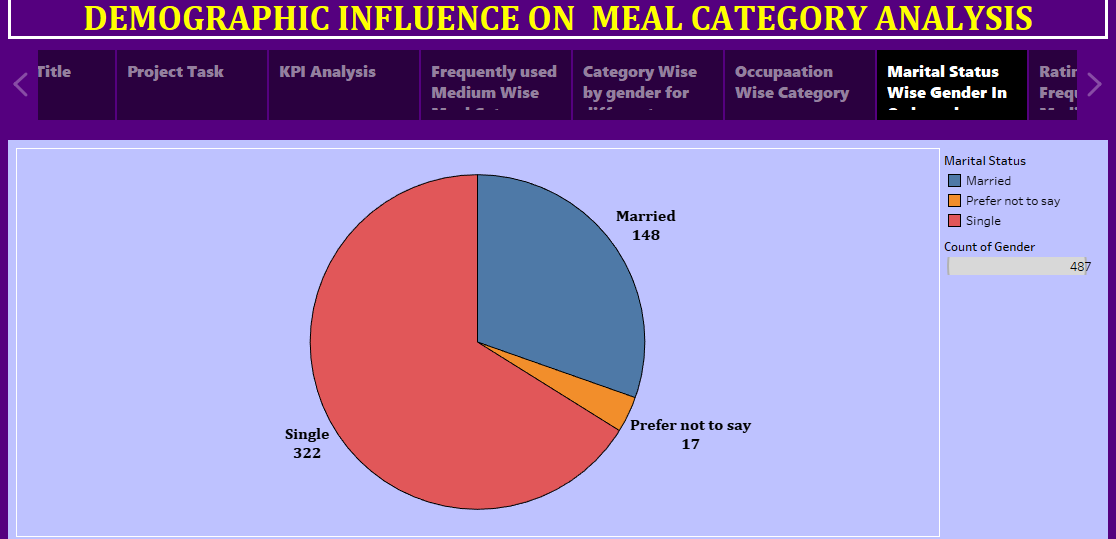 DEMOGRAPHIC INFLUENCE ON  MEAL CATEGORY ANALYSIS
Title
Project Task
KPI Analysis
Frequently used
Medium Wise
Category Wise
by gender for
Occupaation
Wise Category
Marital Status
Wise Gender In
Marital Status
Married
Prefer not to say
Single
Count of Gender
487
Married
148
Prefer not to say
17
Single
322